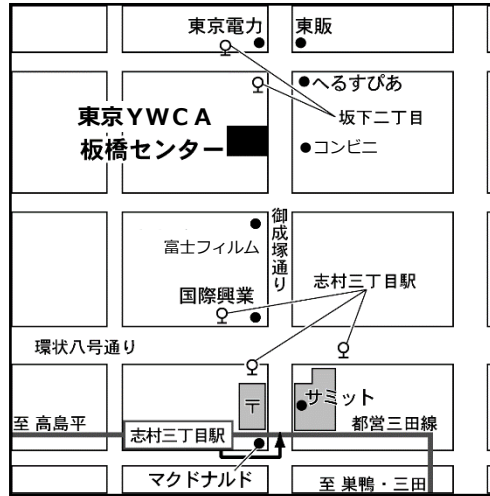 東京電力
東販
へるすぴあ
東京YWCA
板橋センター
坂下二丁目
コンビニ
御成塚通り
富士フィルム
志村三丁目駅
国際興業
環状八号通り
〒
サミット
至 高島平
志村三丁目駅
都営三田線
マクドナルド
至 巣鴨・三田